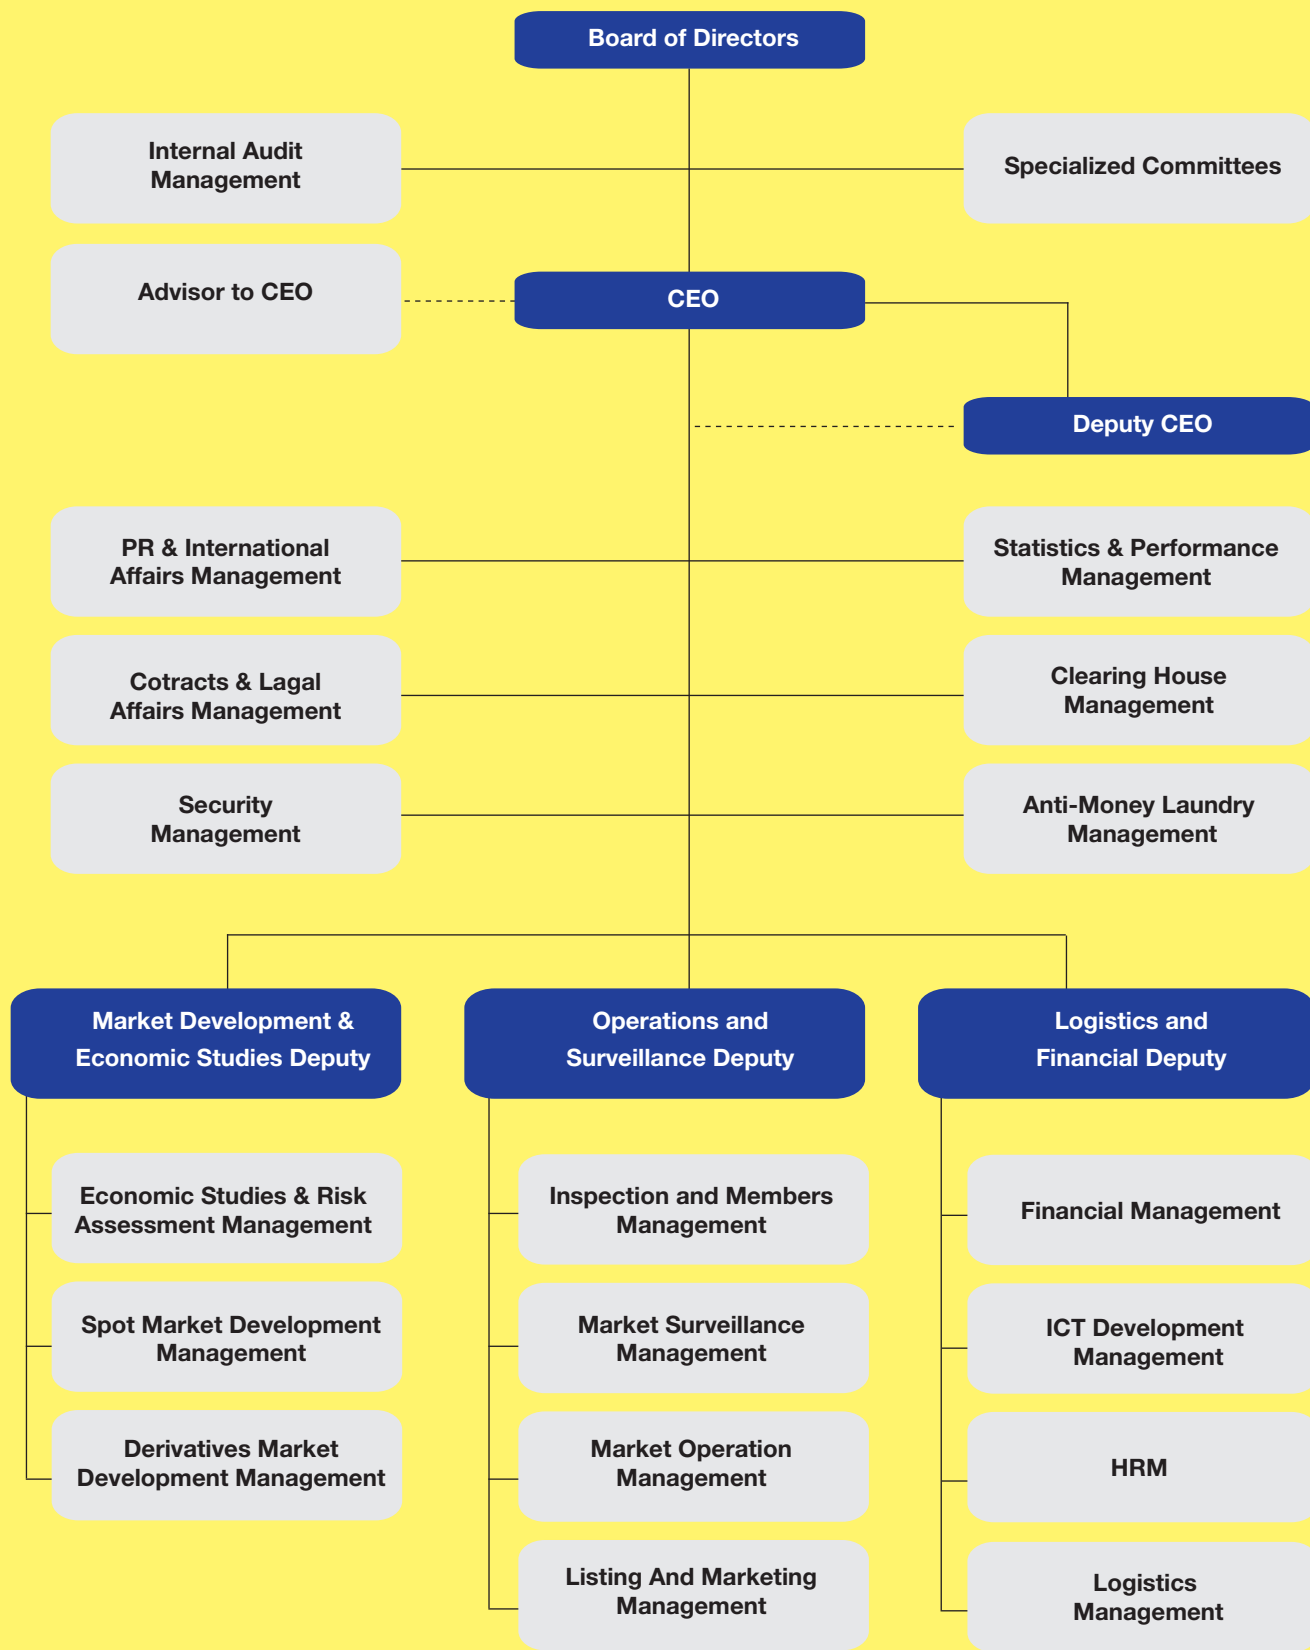 Board of Directors
Internal Audit
Management
Specialized Committees
Advisor to CEO
CEO
Deputy CEO
PR & International
Affairs Management
Statistics & Performance
Management
Cotracts & Lagal
Affairs Management
Clearing House
Management
Security
Management
Anti-Money Laundry
Management
Market Development &
Economic Studies Deputy
Operations and
Surveillance Deputy
Logistics and
Financial Deputy
Economic Studies & Risk
Assessment Management
Spot Market Development
Management
Derivatives Market
Development Management
Inspection and Members
Management
Market Surveillance
Management
Market Operation
Management
Listing And Marketing
Management
Financial Management
ICT Development
Management
HRM
Logistics
Management